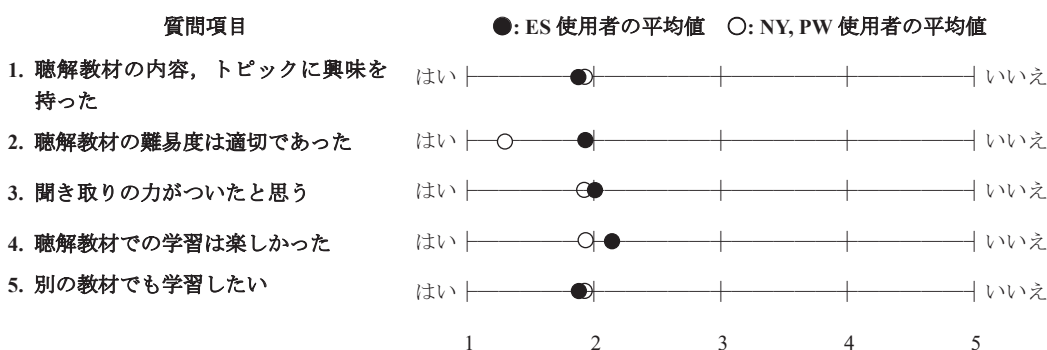 質問項目 ●: ES 使用者の平均値 ○: NY, PW 使用者の平均値
1. 聴解教材の内容，トピックに興味を
持った
はい いいえ
2. 聴解教材の難易度は適切であった はい いいえ
3. 聞き取りの力がついたと思う はい いいえ
4. 聴解教材での学習は楽しかった はい いいえ
5. 別の教材でも学習したい はい いいえ
1 2 3 4 5